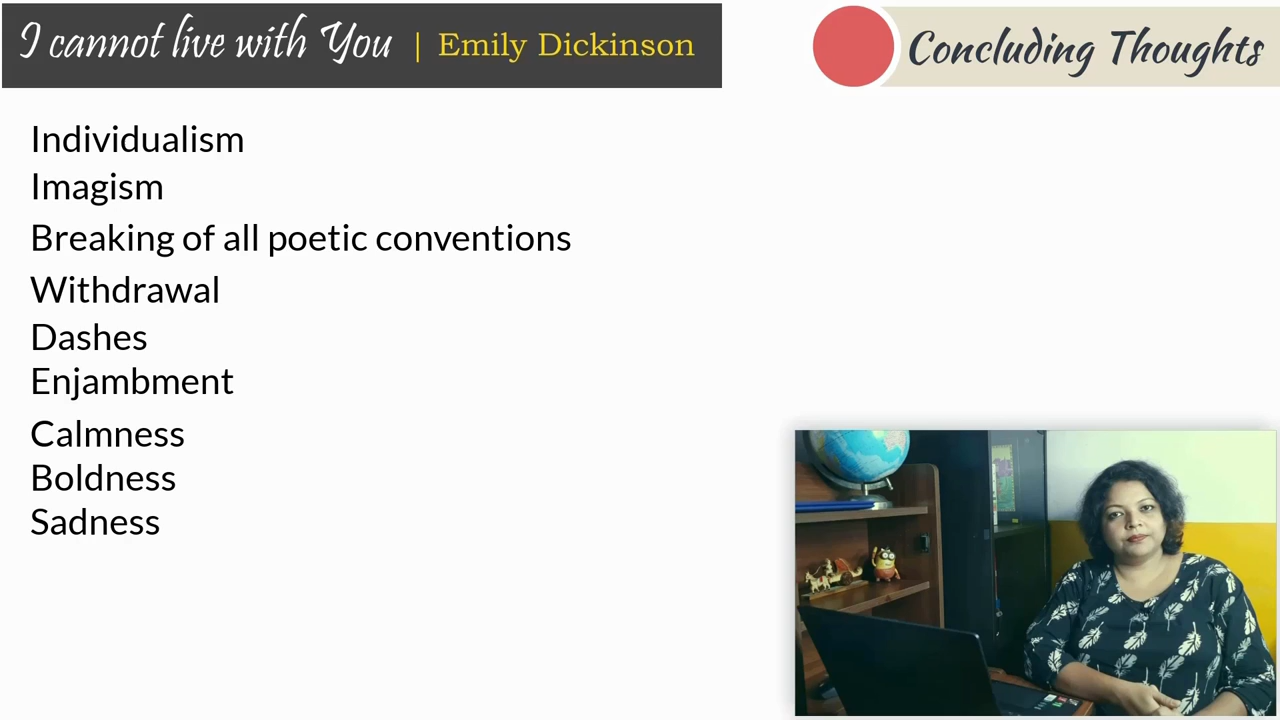 I cannot live with You | Emily Dickinson
Concluding Thoughts
Individualism
Imagism
Breaking of all poetic conventions
Withdrawal
Dashes
Enjambment
Calmness
Boldness
Sadness